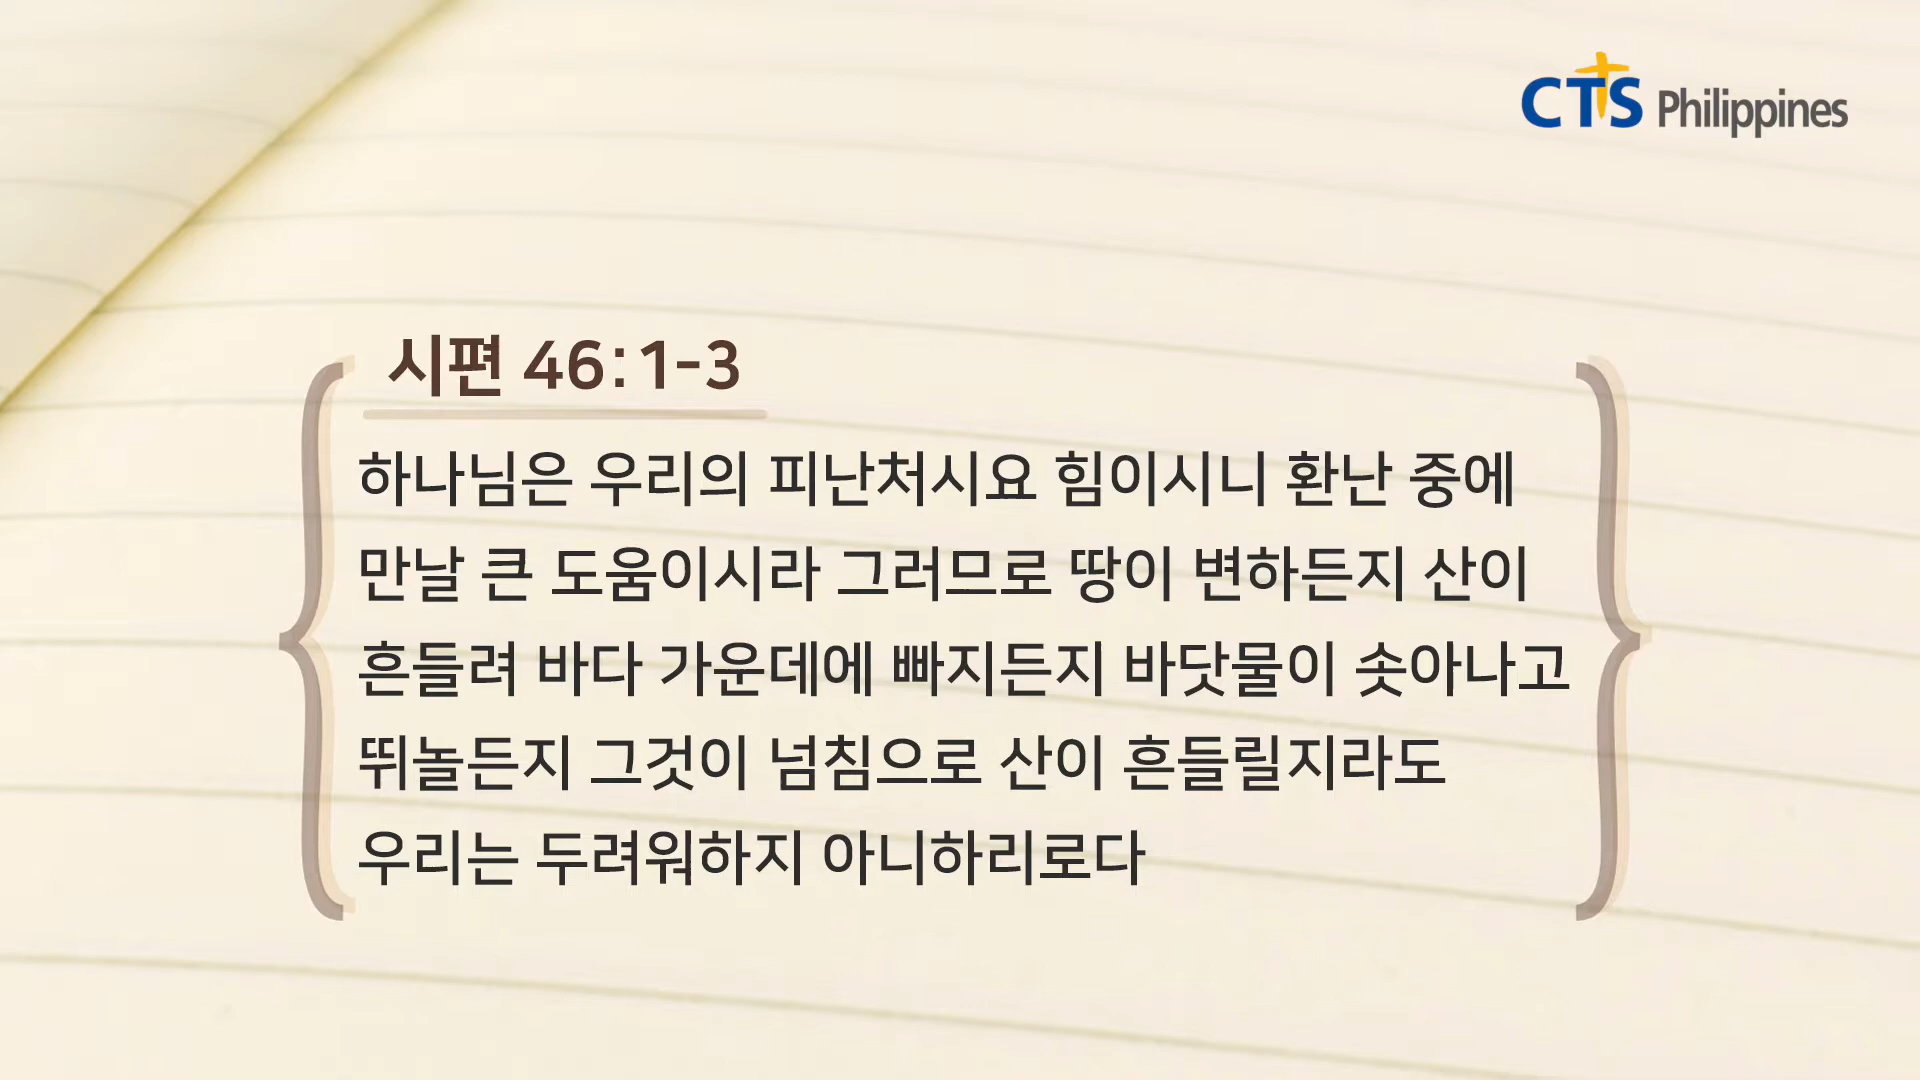 CTS Philippines
시편 46:1-3
하나님은 우리의 피난처시요 힘이시니 환난 중에
만날 큰 도움이시라 그러므로 땅이 변하든지 산이
흔들려 바다 가운데에 빠지든지 바닷물이 솟아나고
뛰놀든지 그것이 넘침으로 산이 흔들릴지라도
우리는 두려워하지 아니하리로다